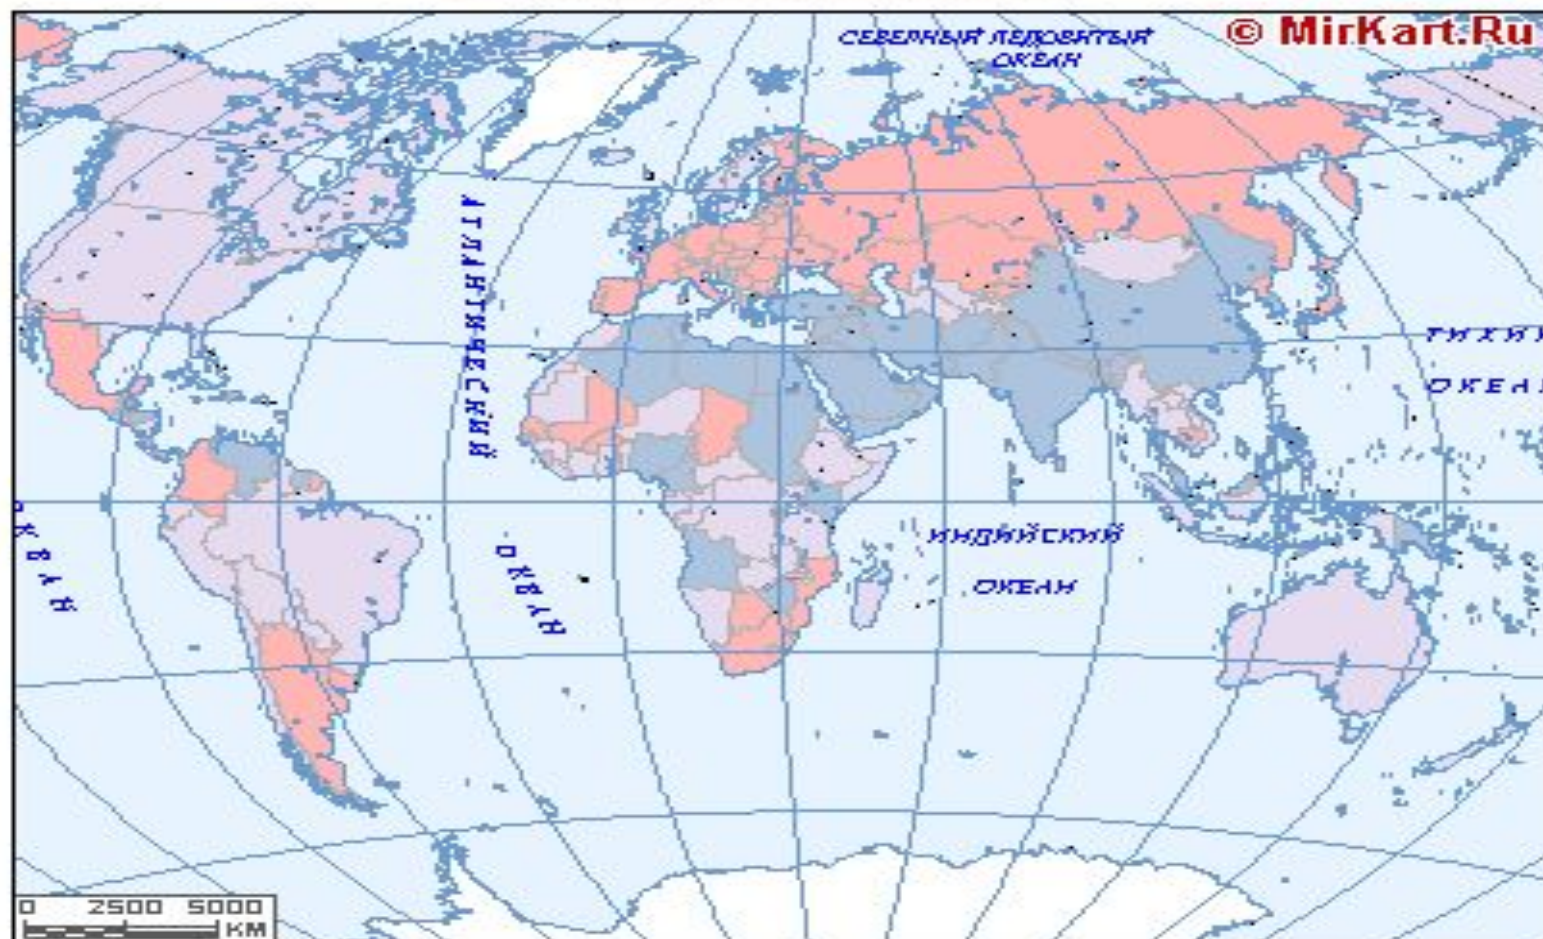 © MirKart.Ru
СЕВЕРНЫЙ ЛЕДОВИТЫЙ
ОКЕАН
АТЛАНТИЧЕСКИЙ
ТИХИЙ
ОКЕАН
ИНДИЙСКИЙ
ОКЕАН
ОКЕАН
0 2500 5000
КМ